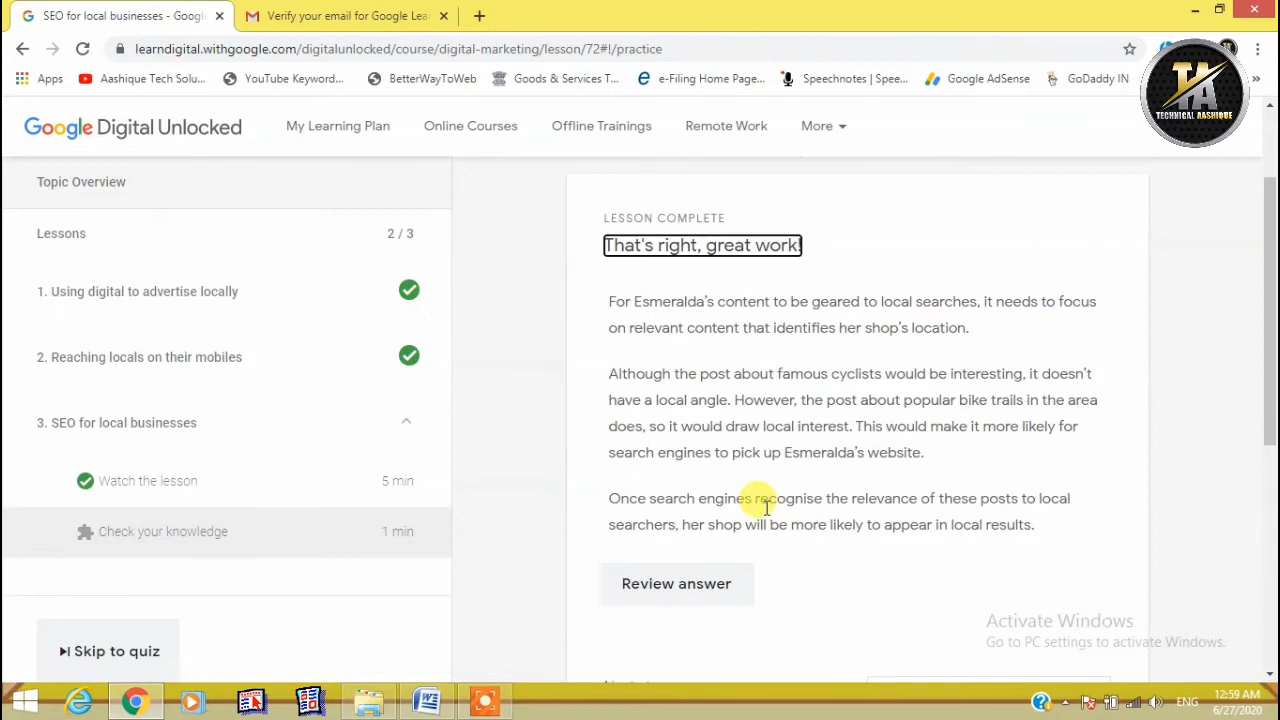 SEO for local businesses - Google
Verify your email for Google Lea
learndigital.withgoogle.com/digitalunlocked/course/digital-marketing/lesson/72#!/practice
Apps
Aashique Tech Solu...
YouTube Keyword...
BetterWayToWeb
Goods & Services T...
e-Filing Home Page...
Speechnotes | Spee...
Google AdSense
GoDaddy IN
»
TA
TECHNICAL AASHIQUE
Google Digital Unlocked
My Learning Plan
Online Courses
Offline Trainings
Remote Work
More
Topic Overview
Lessons 2 / 3
1. Using digital to advertise locally
2. Reaching locals on their mobiles
3. SEO for local businesses
Watch the lesson 5 min
Check your knowledge 1 min
Skip to quiz
LESSON COMPLETE
That's right, great work!
For Esmeralda's content to be geared to local searches, it needs to focus
on relevant content that identifies her shop's location.
Although the post about famous cyclists would be interesting, it doesn't
have a local angle. However, the post about popular bike trails in the area
does, so it would draw local interest. This would make it more likely for
search engines to pick up Esmeralda's website.
Once search engines recognise the relevance of these posts to local
searchers, her shop will be more likely to appear in local results.
Review answer
Activate Windows
Go to PC settings to activate Windows.
ENG
12:59 AM
6/27/2020